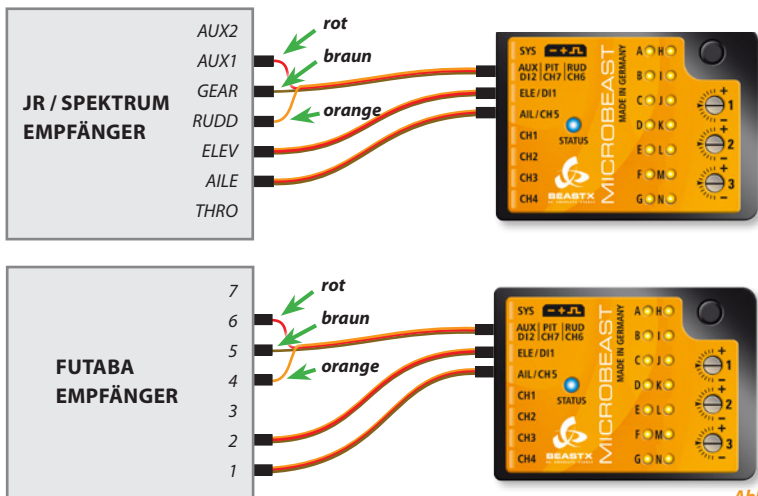 AUX2
AUX1
GEAR
RUDD
ELEV
AILE
THRO
JR / SPEKTRUM
EMPFÄNGER
rot
braun
orange
SYS
AUX | PIT | RUD
DI2 | CH7 | CH6
ELE/DI1
AIL/CH5
CH1
CH2
CH3
CH4
STATUS
BEASTX
MICROBEAST
MADE IN GERMANY
A H
B I
C J
D K
E L
F M
G N
+ 1 −
+ 2 −
+ 3 −
7
6
5
4
3
2
1
FUTABA
EMPFÄNGER
rot
braun
orange
SYS
AUX | PIT | RUD
DI2 | CH7 | CH6
ELE/DI1
AIL/CH5
CH1
CH2
CH3
CH4
STATUS
BEASTX
MICROBEAST
MADE IN GERMANY
A H
B I
C J
D K
E L
F M
G N
+ 1 −
+ 2 −
+ 3 −